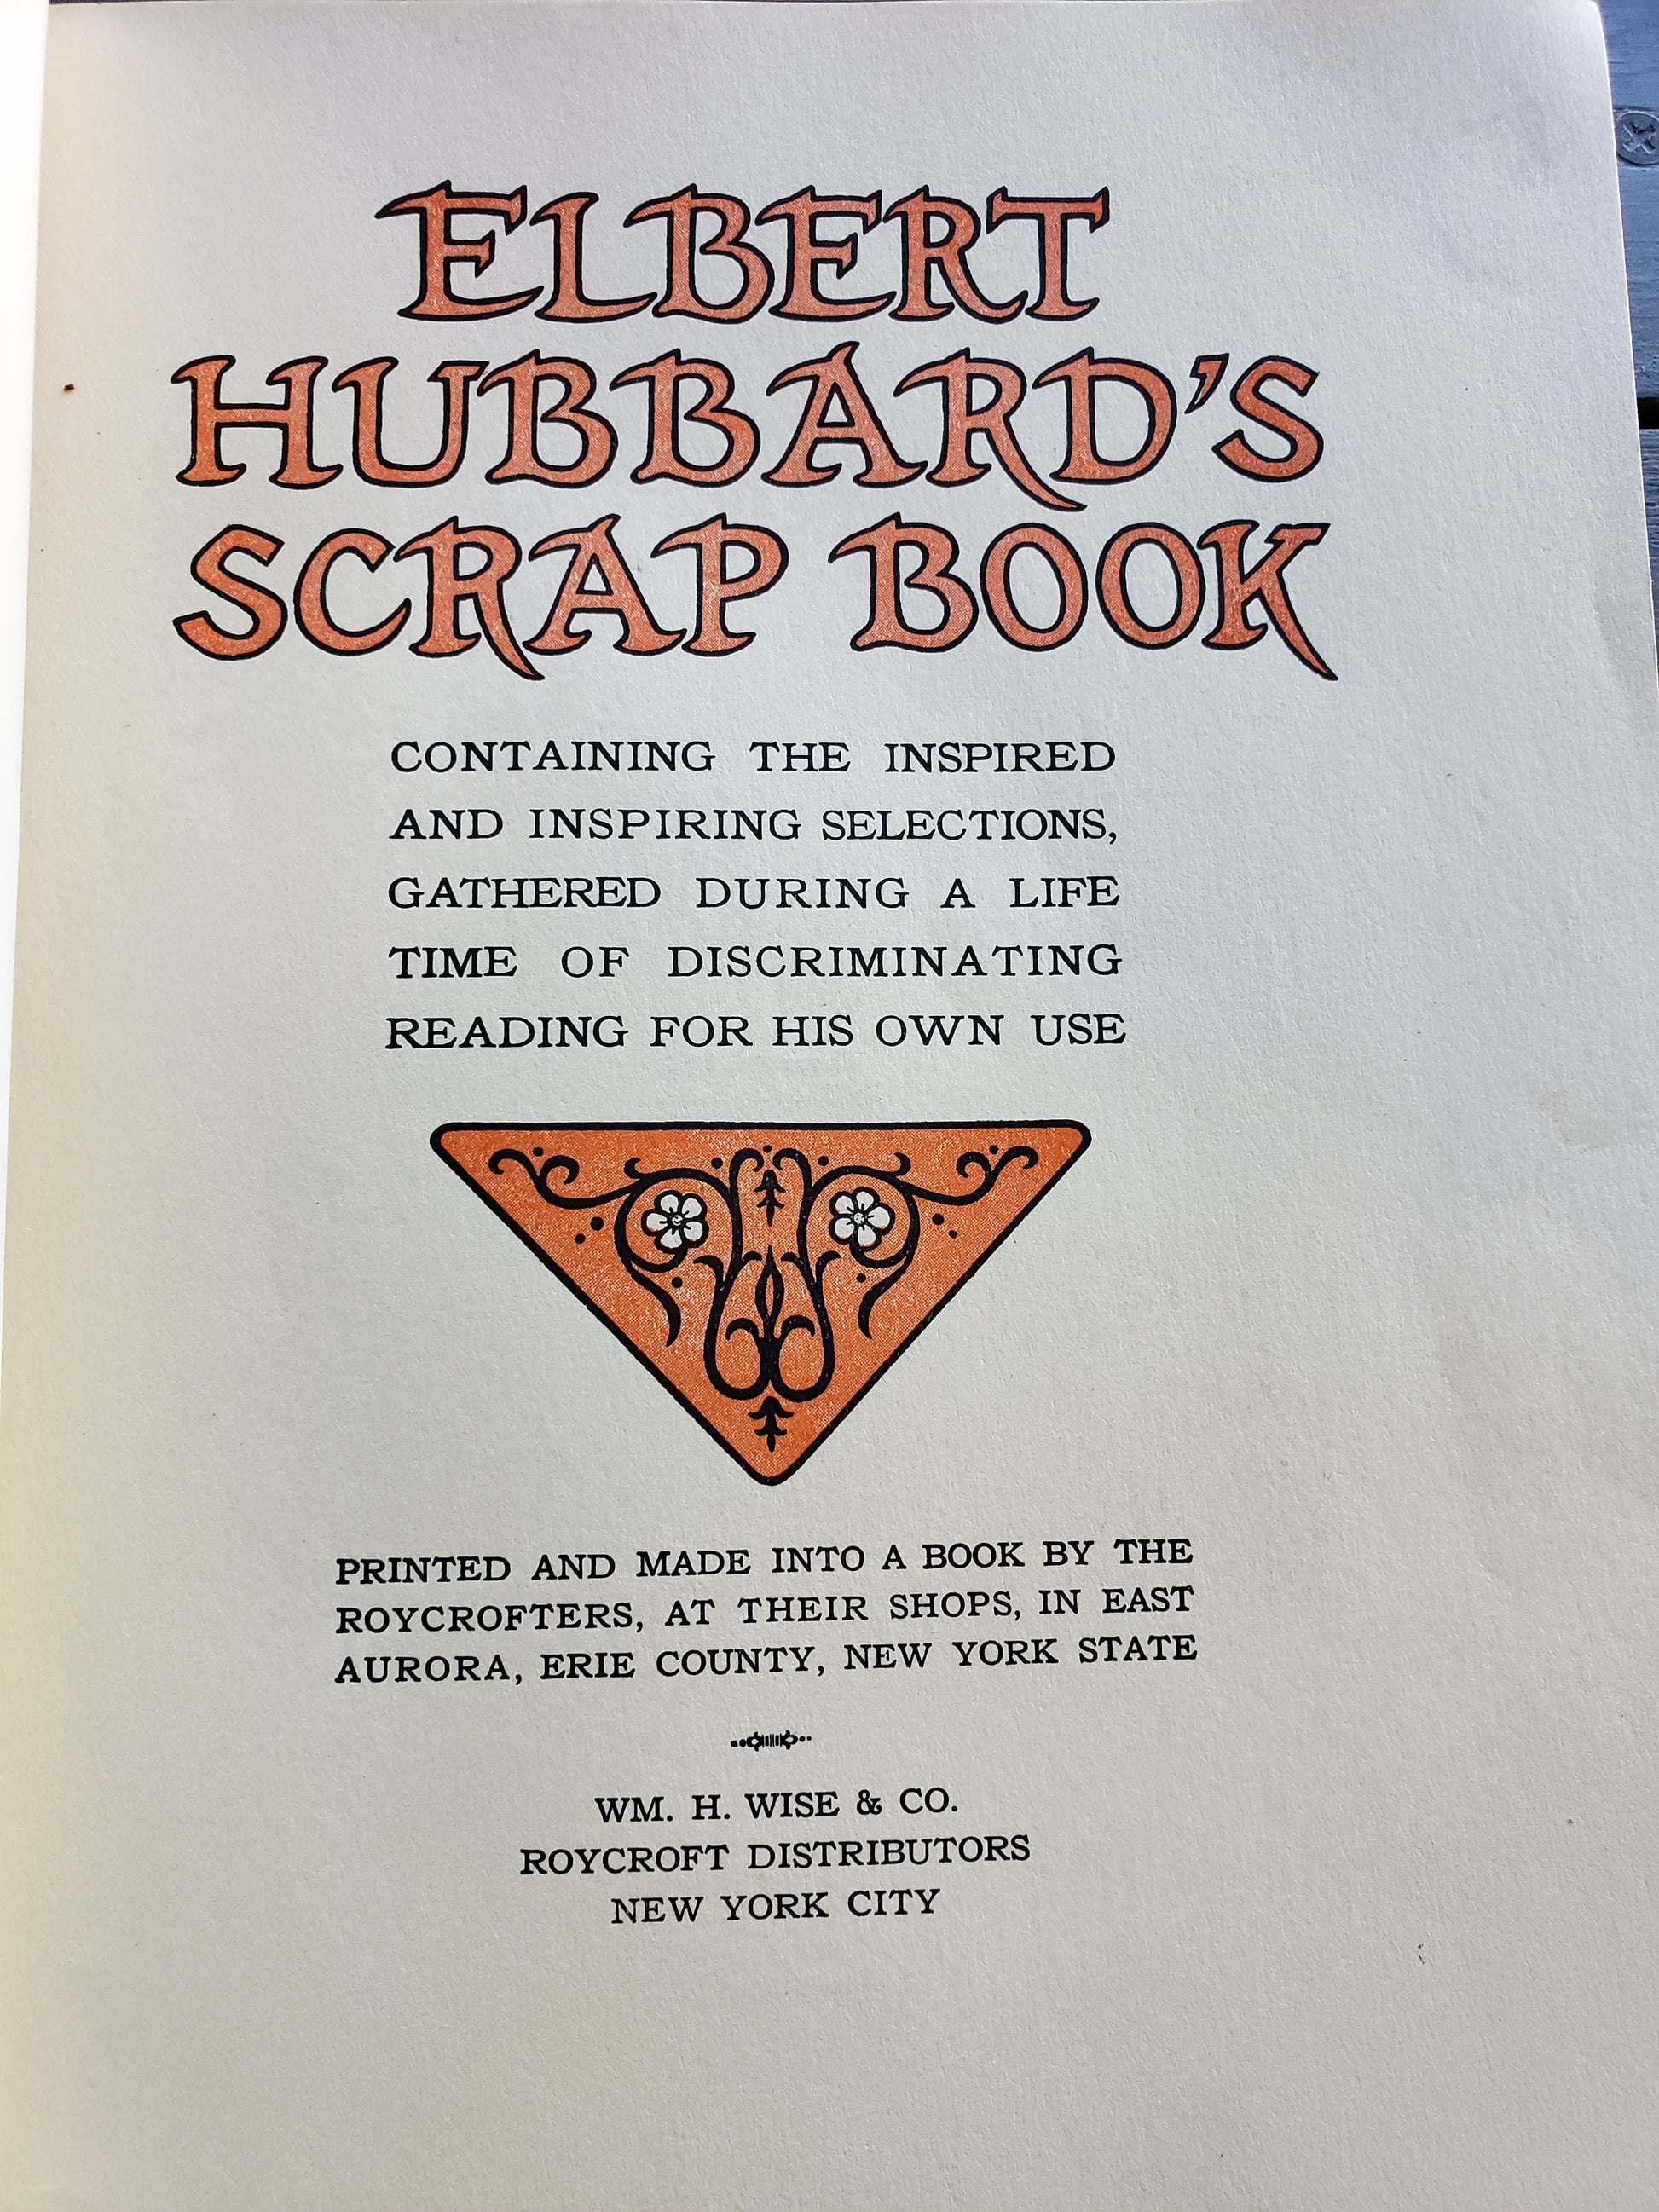 ELBERT
HUBBARD'S
SCRAP BOOK
CONTAINING THE INSPIRED
AND INSPIRING SELECTIONS,
GATHERED DURING A LIFE
TIME OF DISCRIMINATING
READING FOR HIS OWN USE
PRINTED AND MADE INTO A BOOK BY THE
ROYCROFTERS, AT THEIR SHOPS, IN EAST
AURORA, ERIE COUNTY, NEW YORK STATE
WM. H. WISE & CO.
ROYCROFT DISTRIBUTORS
NEW YORK CITY